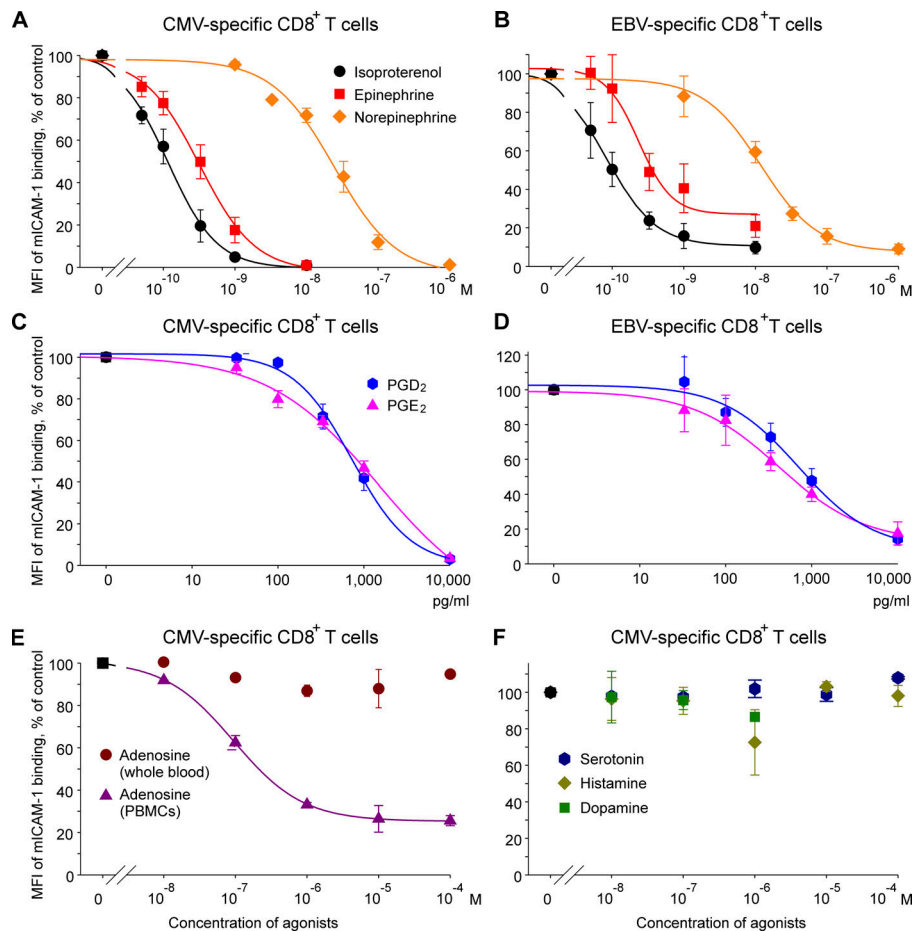 A
CMV-specific CD8+ T cells
MFI of mICAM-1 binding, % of control
100
80
60
40
20
0
Isoproterenol
Epinephrine
Norepinephrine
0
10-10
10-9
10-8
10-7
10-6
M
B
EBV-specific CD8+ T cells
100
80
60
40
20
0
0
10-10
10-9
10-8
10-7
10-6
M
C
CMV-specific CD8+ T cells
MFI of mICAM-1 binding, % of control
100
80
60
40
20
0
PGD2
PGE2
0
10
100
1,000
10,000
pg/ml
D
EBV-specific CD8+ T cells
120
100
80
60
40
20
0
0
10
100
1,000
10,000
pg/ml
E
CMV-specific CD8+ T cells
MFI of mICAM-1 binding, % of control
100
80
60
40
20
0
Adenosine
(whole blood)
Adenosine
(PBMCs)
0
10-8
10-7
10-6
10-5
10-4
M
Concentration of agonists
F
CMV-specific CD8+ T cells
100
80
60
40
20
0
Serotonin
Histamine
Dopamine
0
10-8
10-7
10-6
10-5
10-4
M
Concentration of agonists